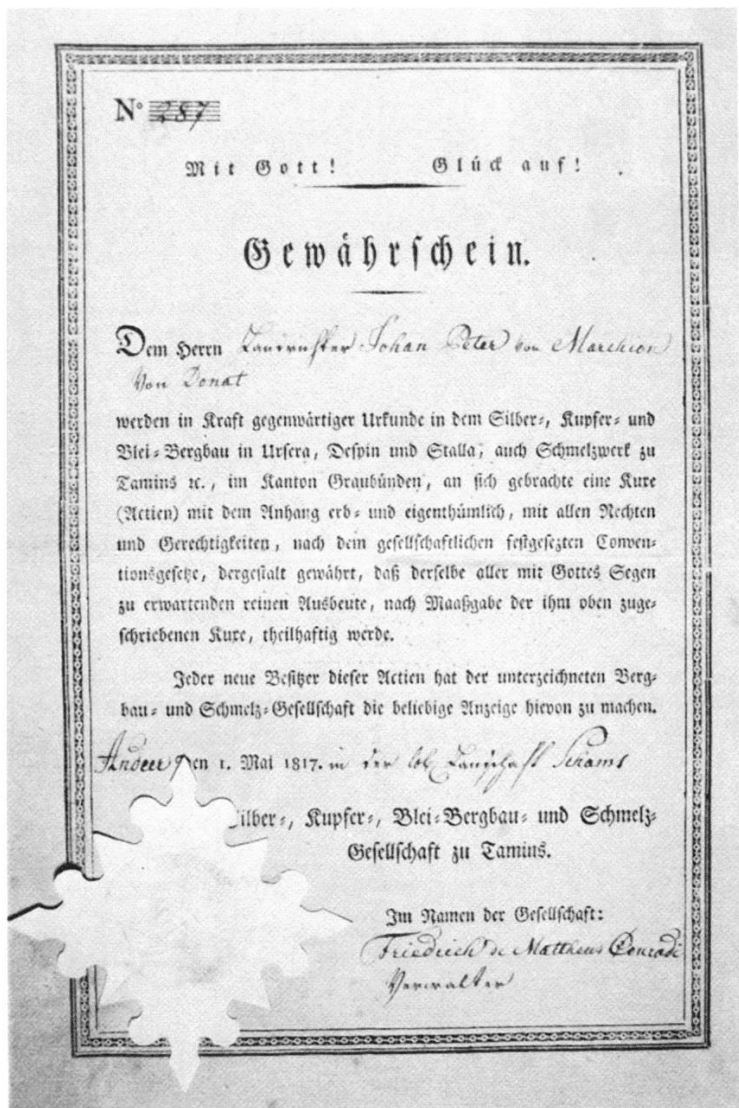 N° 287
Mit Gott! Glück auf!
Gewährschein.
Dem Herrn Landrichter Johan Peter von Marchion
Von Donat
werden in Kraft gegenwärtiger Urkunde in dem Silber-, Kupfer- und
Blei-Bergbau in Ursera, Despin und Stalla, auch Schmelzwerk zu
Tamins ꝛc., im Kanton Graubünden, an sich gebrachte eine Kuxe
(Actien) mit dem Anhang erb- und eigenthümlich, mit allen Rechten
und Gerechtigkeiten, nach dem gesellschaftlichen festgesezten Conven-
tionsgesetze, dergestalt gewährt, daß derselbe aller mit Gottes Segen
zu erwartenden reinen Ausbeute, nach Maaßgabe der ihm oben zuge-
schriebenen Kuxe, theilhaftig werde.
Jeder neue Besitzer dieser Actien hat der unterzeichneten Berg-
bau- und Schmelz-Gesellschaft die beliebige Anzeige hievon zu machen.
Andeer den 1. Mai 1817. in der lobl Landschaft Schams
Silber-, Kupfer-, Blei-Bergbau- und Schmelz-
Gesellschaft zu Tamins.
Im Namen der Gesellschaft:
Friedrich de Mattheus Conradi
Verwalter